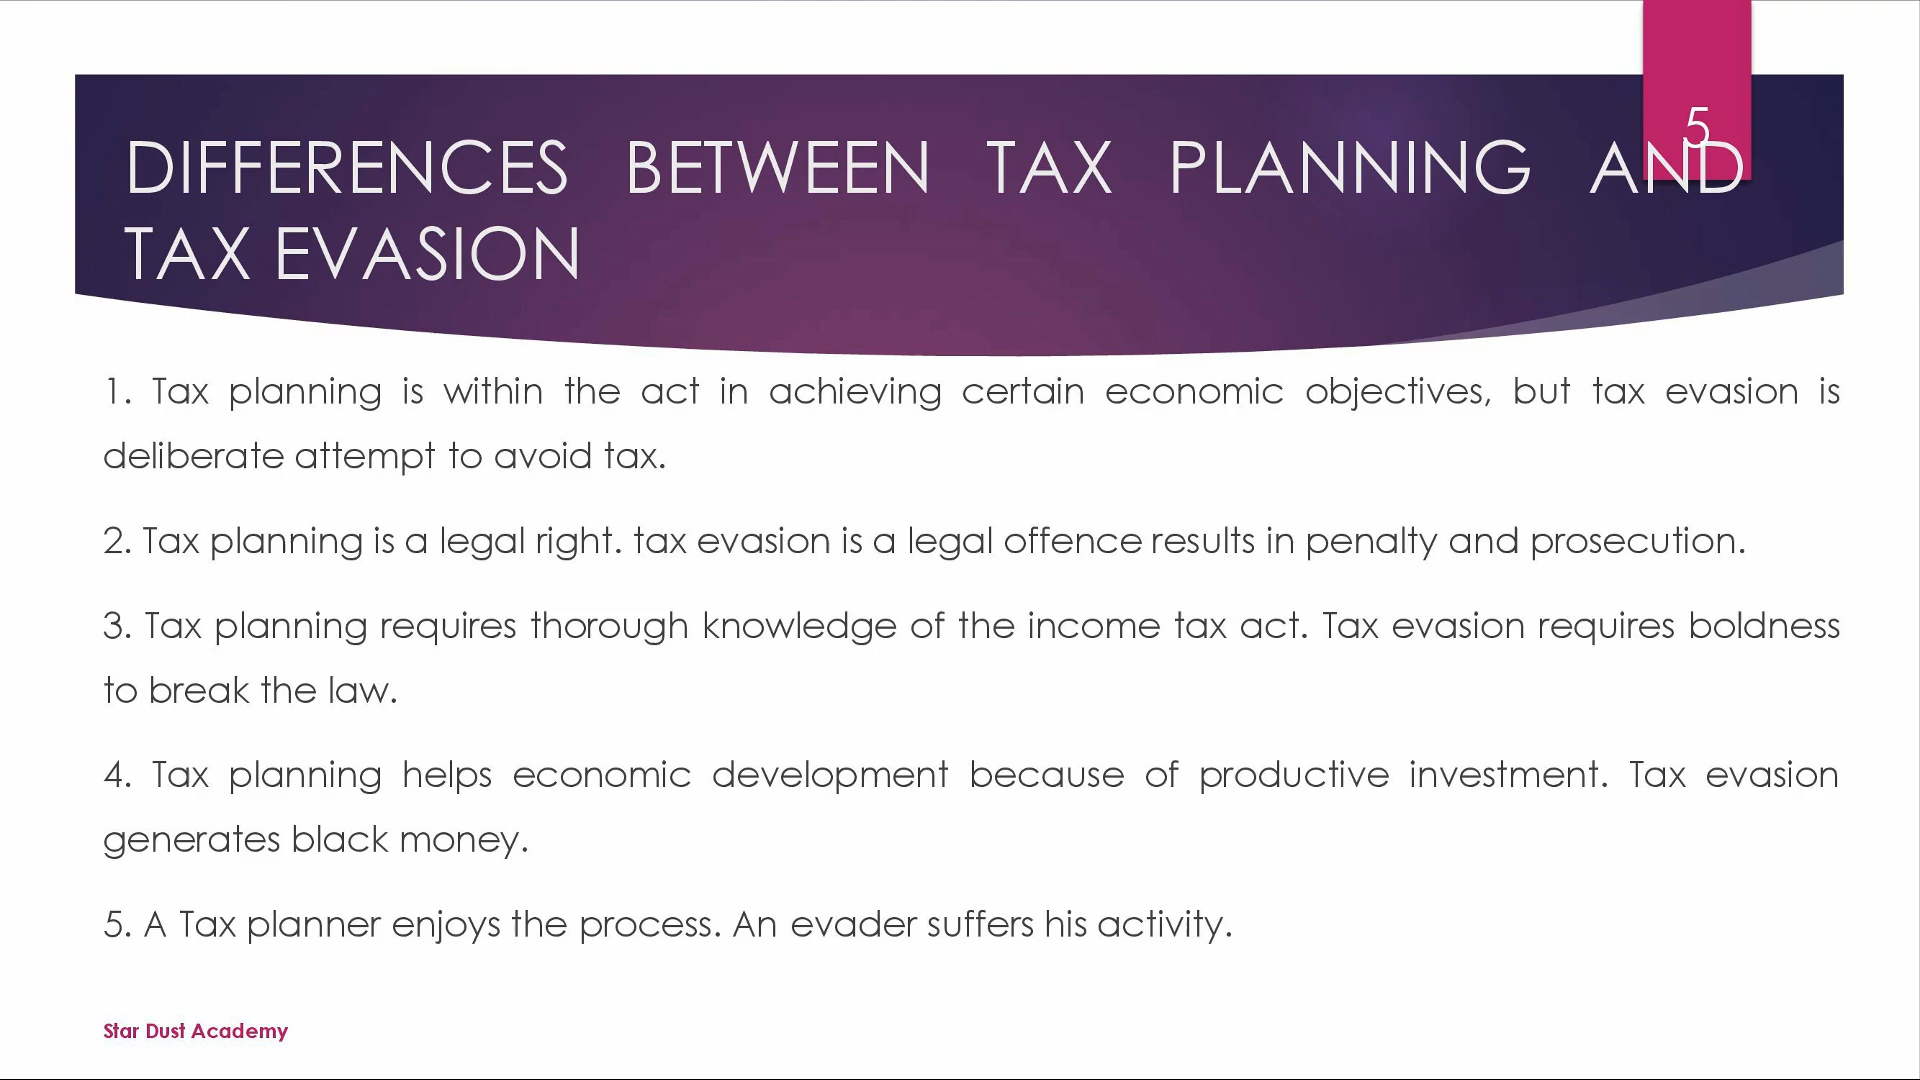 5
DIFFERENCES BETWEEN TAX PLANNING AND
TAX EVASION
1. Tax planning is within the act in achieving certain economic objectives, but tax evasion is
deliberate attempt to avoid tax.
2. Tax planning is a legal right. tax evasion is a legal offence results in penalty and prosecution.
3. Tax planning requires thorough knowledge of the income tax act. Tax evasion requires boldness
to break the law.
4. Tax planning helps economic development because of productive investment. Tax evasion
generates black money.
5. A Tax planner enjoys the process. An evader suffers his activity.
Star Dust Academy